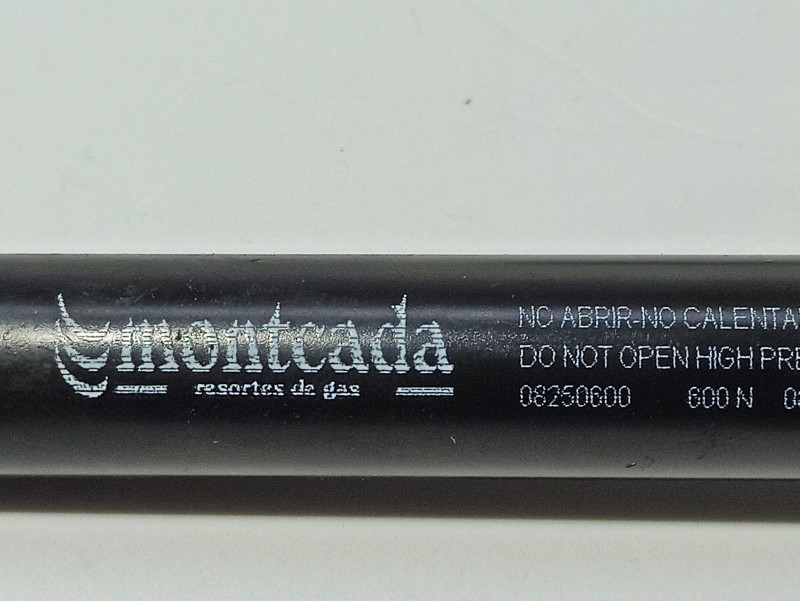 montcada
resortes de gas
NO ABRIR-NO CALENTA
DO NOT OPEN HIGH PRE
08250600 600 N